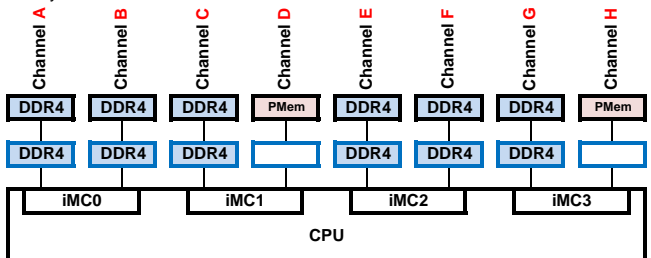 Channel A
Channel B
Channel C
Channel D
Channel E
Channel F
Channel G
Channel H
DDR4 DDR4 DDR4 PMem DDR4 DDR4 DDR4 PMem
DDR4 DDR4 DDR4 DDR4 DDR4 DDR4
iMC0 iMC1 iMC2 iMC3
CPU